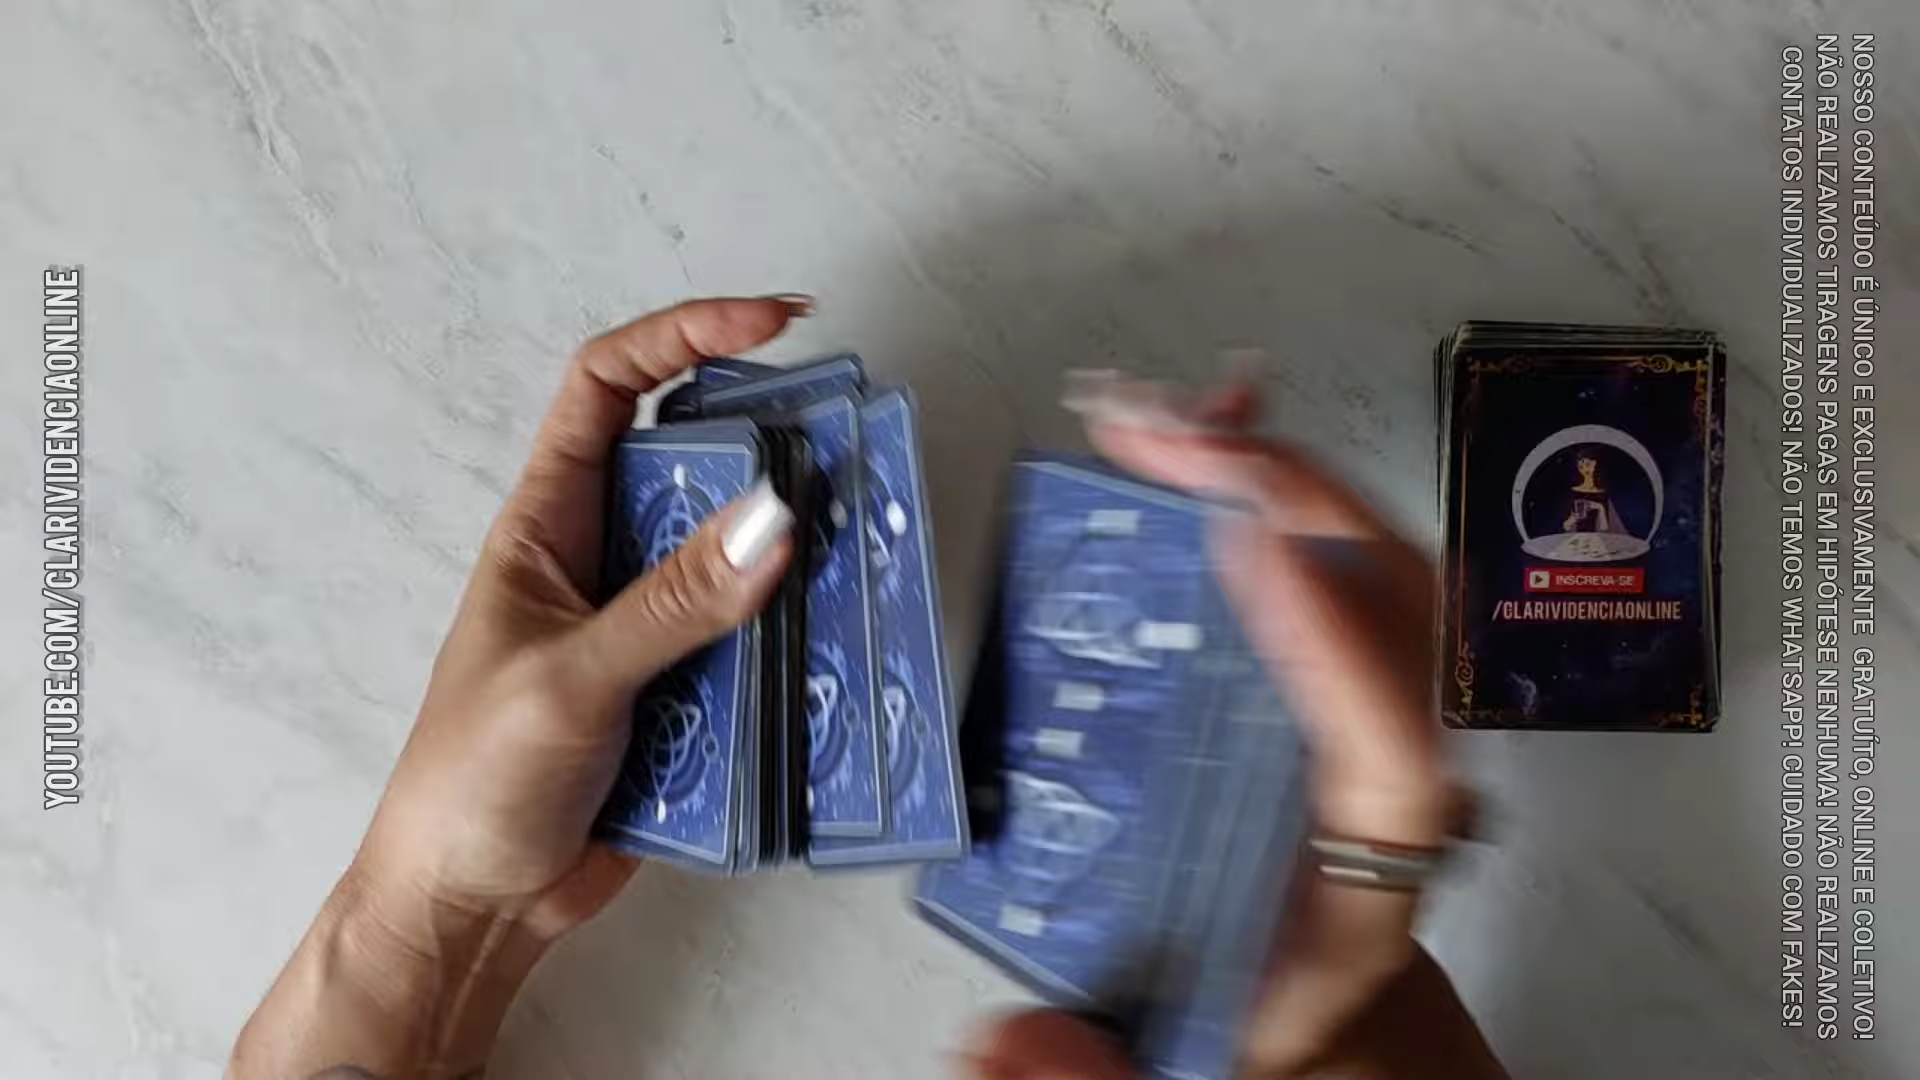 YOUTUBE.COM/CLARIVIDENCIAONLINE
INSCREVA-SE
/CLARIVIDENCIAONLINE
NOSSO CONTEÚDO É ÚNICO E EXCLUSIVAMENTE GRATUÍTO, ONLINE E COLETIVO!
NÃO REALIZAMOS TIRAGENS PAGAS EM HIPÓTESE NENHUMA! NÃO REALIZAMOS
CONTATOS INDIVIDUALIZADOS! NÃO TEMOS WHATSAPP! CUIDADO COM FAKES!